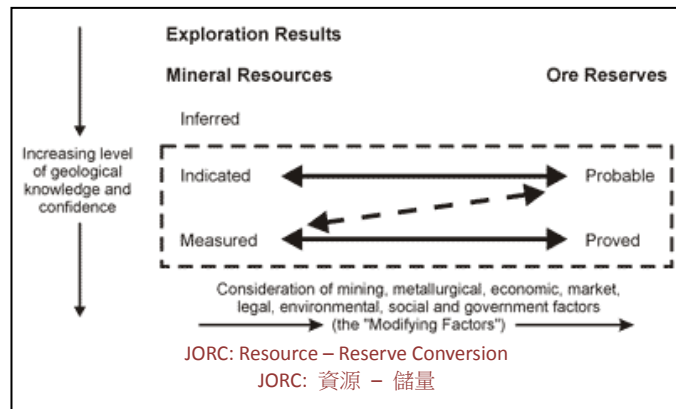 Exploration Results
Mineral Resources Ore Reserves
Inferred
Increasing level
of geological
knowledge and
confidence
Indicated Probable
Measured Proved
Consideration of mining, metallurgical, economic, market,
legal, environmental, social and government factors
(the "Modifying Factors")
JORC: Resource – Reserve Conversion
JORC: 資源 – 儲量